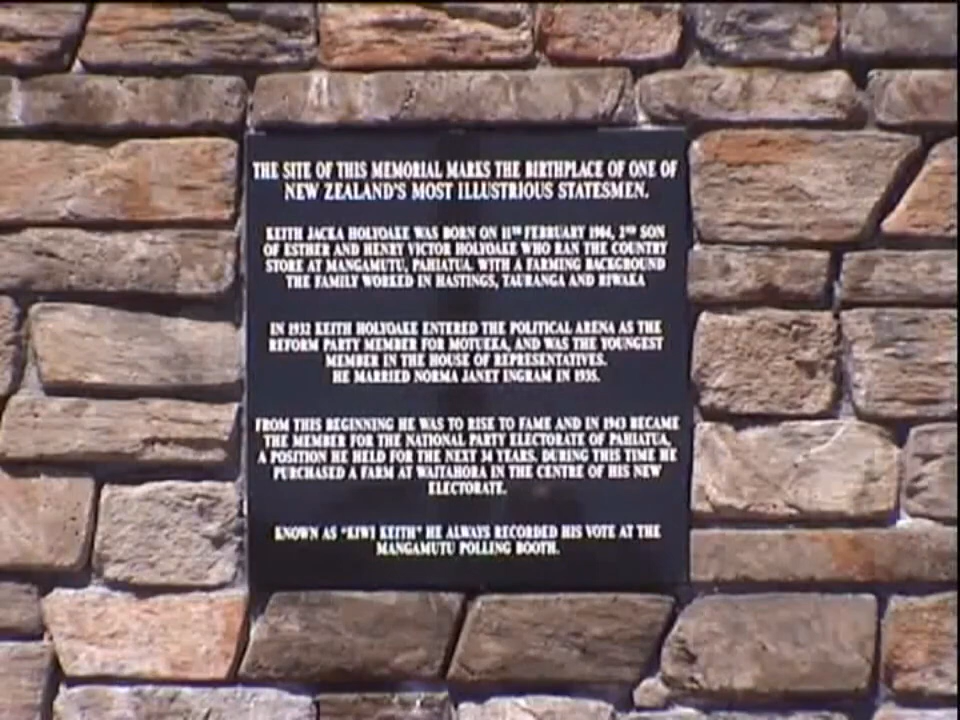 THE SITE OF THIS MEMORIAL MARKS THE BIRTHPLACE OF ONE OF
NEW ZEALAND'S MOST ILLUSTRIOUS STATESMEN.
KEITH JACKA HOLYOAKE WAS BORN ON 11TH FEBRUARY 1904, 2ND SON
OF ESTHER AND HENRY VICTOR HOLYOAKE WHO RAN THE COUNTRY
STORE AT MANGAMUTU, PAHIATUA. WITH A FARMING BACKGROUND
THE FAMILY WORKED IN HASTINGS, TAURANGA AND RIWAKA
IN 1932 KEITH HOLYOAKE ENTERED THE POLITICAL ARENA AS THE
REFORM PARTY MEMBER FOR MOTUEKA, AND WAS THE YOUNGEST
MEMBER IN THE HOUSE OF REPRESENTATIVES.
HE MARRIED NORMA JANET INGRAM IN 1935.
FROM THIS BEGINNING HE WAS TO RISE TO FAME AND IN 1943 BECAME
THE MEMBER FOR THE NATIONAL PARTY ELECTORATE OF PAHIATUA,
A POSITION HE HELD FOR THE NEXT 34 YEARS. DURING THIS TIME HE
PURCHASED A FARM AT WAITAHORA IN THE CENTRE OF HIS NEW
ELECTORATE.
KNOWN AS "KIWI KEITH" HE ALWAYS RECORDED HIS VOTE AT THE
MANGAMUTU POLLING BOOTH.